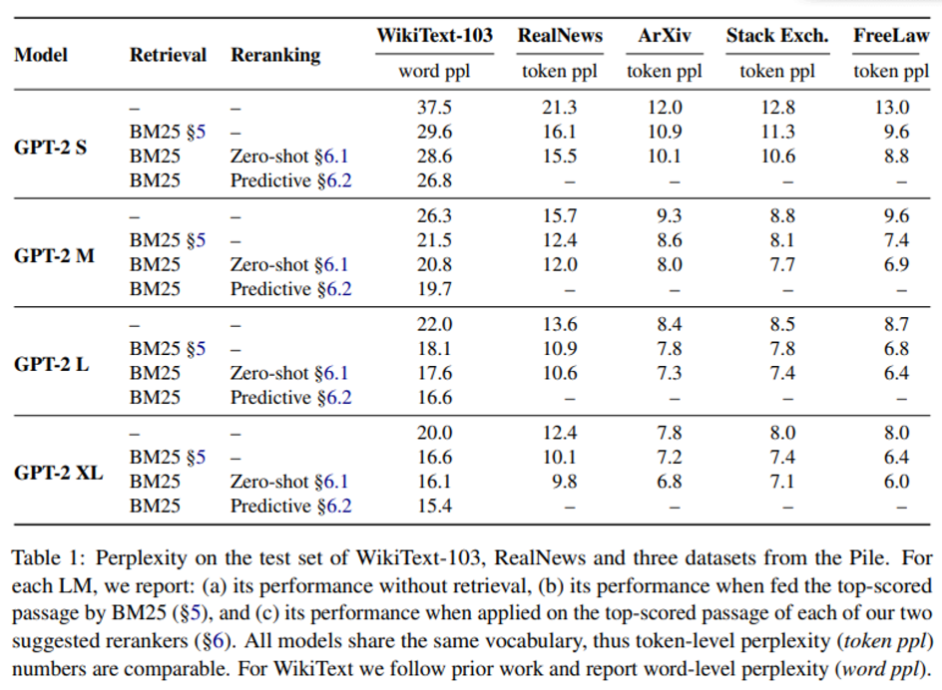 Model Retrieval Reranking WikiText-103 RealNews ArXiv Stack Exch. FreeLaw
word ppl token ppl token ppl token ppl token ppl
– – 37.5 21.3 12.0 12.8 13.0
BM25 §5 – 29.6 16.1 10.9 11.3 9.6
GPT-2 S
BM25 Zero-shot §6.1 28.6 15.5 10.1 10.6 8.8
BM25 Predictive §6.2 26.8 – – – –
– – 26.3 15.7 9.3 8.8 9.6
BM25 §5 – 21.5 12.4 8.6 8.1 7.4
GPT-2 M
BM25 Zero-shot §6.1 20.8 12.0 8.0 7.7 6.9
BM25 Predictive §6.2 19.7 – – – –
– – 22.0 13.6 8.4 8.5 8.7
BM25 §5 – 18.1 10.9 7.8 7.8 6.8
GPT-2 L
BM25 Zero-shot §6.1 17.6 10.6 7.3 7.4 6.4
BM25 Predictive §6.2 16.6 – – – –
– – 20.0 12.4 7.8 8.0 8.0
BM25 §5 – 16.6 10.1 7.2 7.4 6.4
GPT-2 XL
BM25 Zero-shot §6.1 16.1 9.8 6.8 7.1 6.0
BM25 Predictive §6.2 15.4 – – – –
Table 1: Perplexity on the test set of WikiText-103, RealNews and three datasets from the Pile. For
each LM, we report: (a) its performance without retrieval, (b) its performance when fed the top-scored
passage by BM25 (§5), and (c) its performance when applied on the top-scored passage of each of our two
suggested rerankers (§6). All models share the same vocabulary, thus token-level perplexity (token ppl)
numbers are comparable. For WikiText we follow prior work and report word-level perplexity (word ppl).